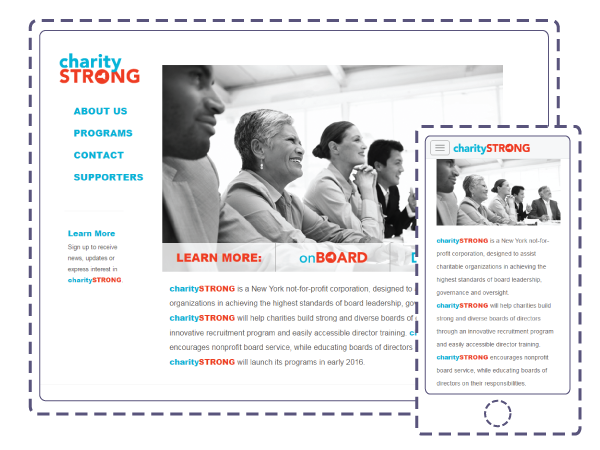 charity
STRONG
ABOUT US
PROGRAMS
CONTACT
SUPPORTERS
Learn More
Sign up to receive
news, updates or
express interest in
charitySTRONG
LEARN MORE:
onBOARD
charitySTRONG is a New York not-for-profit corporation, designed to
organizations in achieving the highest standards of board leadership,
charitySTRONG will help charities build strong and diverse boards of
innovative recruitment program and easily accessible director training.
encourages nonprofit board service, while educating boards of directors
charitySTRONG will launch its programs in early 2016.
charitySTRONG
charitySTRONG is a New York not-for-
profit corporation, designed to assist
charitable organizations in achieving the
highest standards of board leadership,
governance and oversight.
charitySTRONG will help charities build
strong and diverse boards of directors
through an innovative recruitment program
and easily accessible director training.
charitySTRONG encourages nonprofit
board service, while educating boards of
directors on their responsibilities.